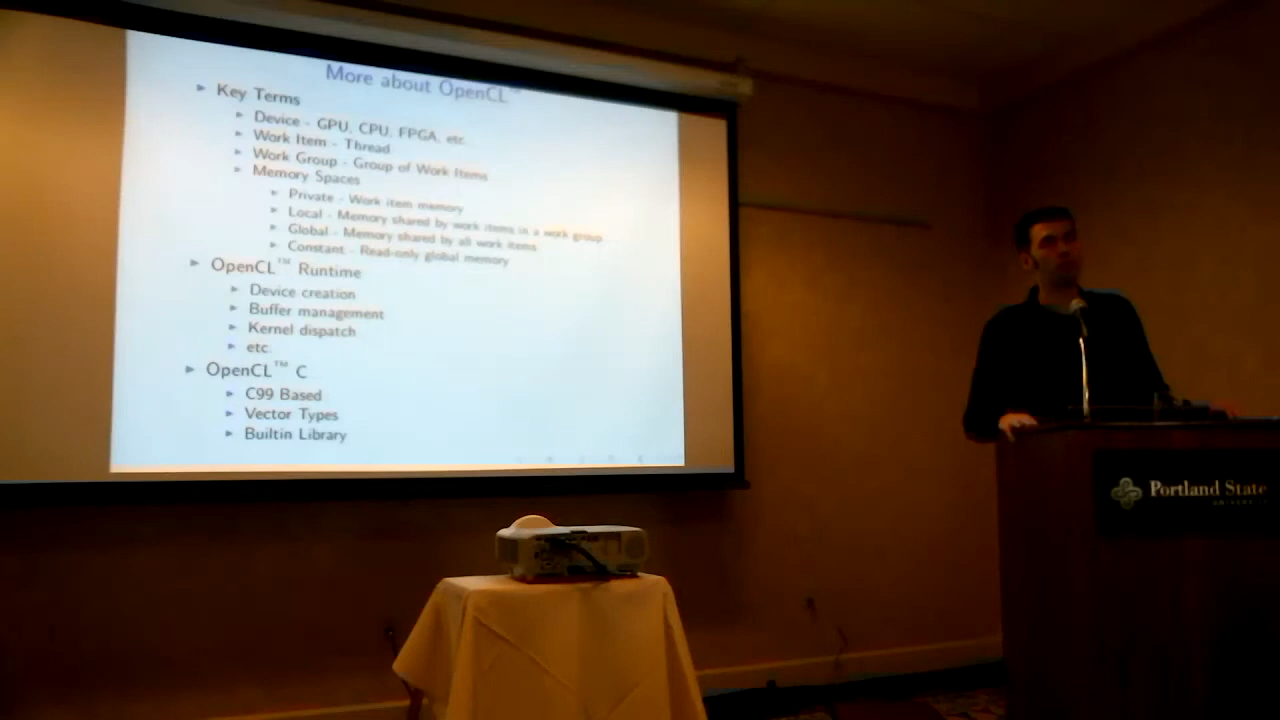 More about OpenCL™
Key Terms
Device - GPU, CPU, FPGA, etc.
Work Item - Thread
Work Group - Group of Work Items
Memory Spaces
Private - Work item memory
Local - Memory shared by work items in a work group
Global - Memory shared by all work items
Constant - Read-only global memory
OpenCL™ Runtime
Device creation
Buffer management
Kernel dispatch
etc.
OpenCL™ C
C99 Based
Vector Types
Builtin Library
Portland State
UNIVERSITY